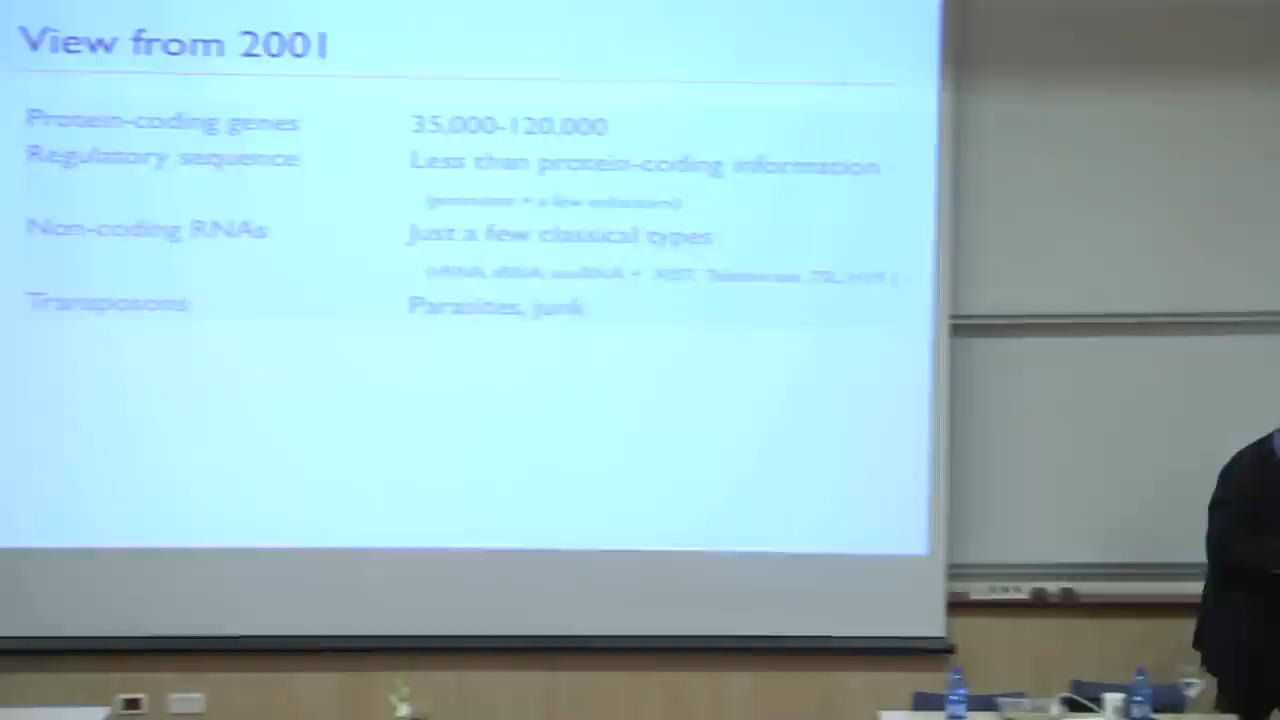 View from 2001
Protein-coding genes 35,000-120,000
Regulatory sequence Less than protein-coding information
(promoter + a few enhancers)
Non-coding RNAs Just a few classical types
Transposons Parasites, junk